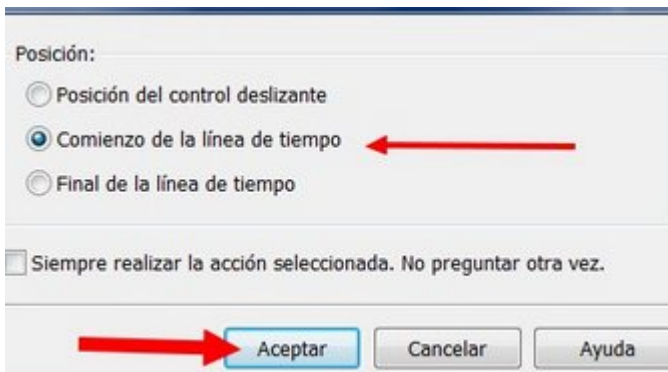 Posición:
Posición del control deslizante
Comienzo de la línea de tiempo
Final de la línea de tiempo
Siempre realizar la acción seleccionada. No preguntar otra vez.
Aceptar Cancelar Ayuda